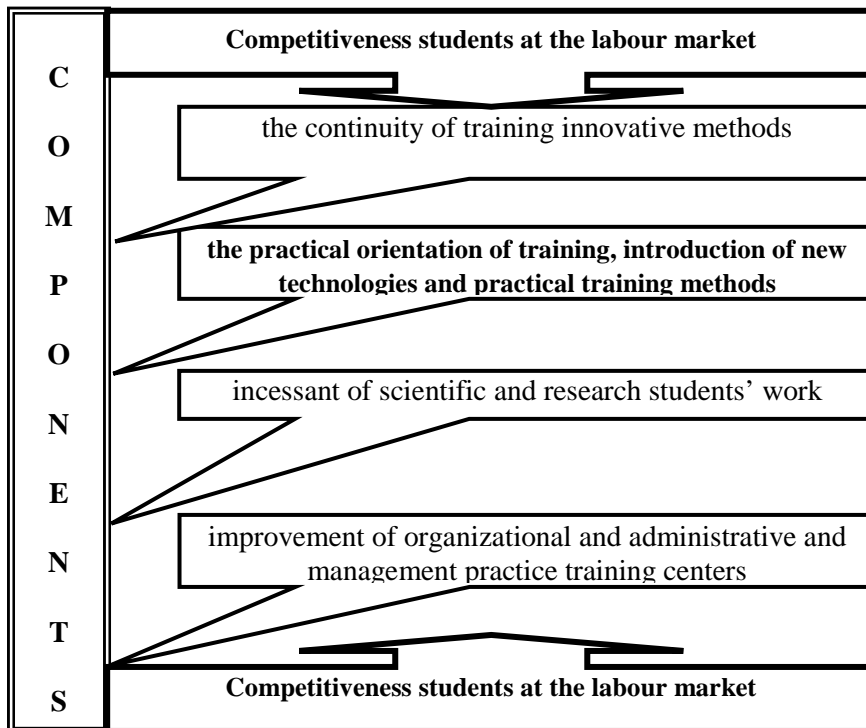 COMPONENTS
Competitiveness students at the labour market
the continuity of training innovative methods
the practical orientation of training, introduction of new
technologies and practical training methods
incessant of scientific and research students’ work
improvement of organizational and administrative and
management practice training centers
Competitiveness students at the labour market